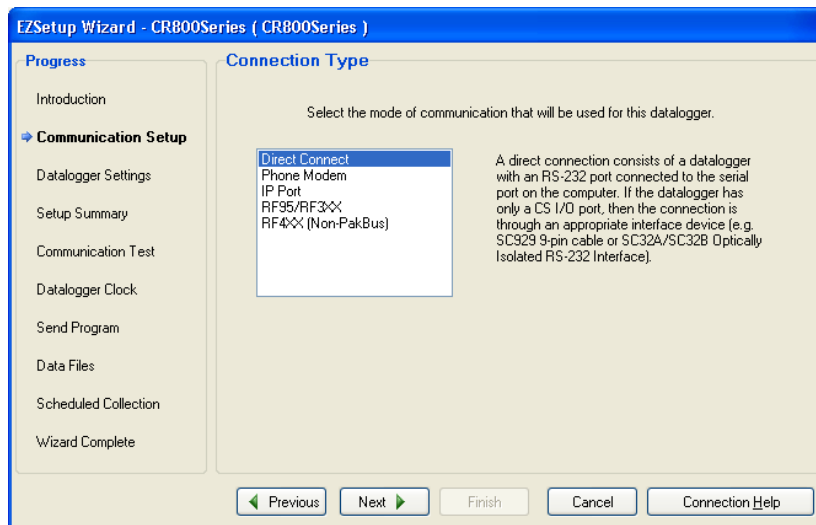 EZSetup Wizard - CR800Series ( CR800Series )
Progress
Introduction
Communication Setup
Datalogger Settings
Setup Summary
Communication Test
Datalogger Clock
Send Program
Data Files
Scheduled Collection
Wizard Complete
Connection Type
Select the mode of communication that will be used for this datalogger.
Direct Connect
Phone Modem
IP Port
RF95/RF3XX
RF4XX (Non-PakBus)
A direct connection consists of a datalogger
with an RS-232 port connected to the serial
port on the computer. If the datalogger has
only a CS I/O port, then the connection is
through an appropriate interface device (e.g.
SC929 9-pin cable or SC32A/SC32B Optically
Isolated RS-232 Interface).
Previous
Next
Finish
Cancel
Connection Help